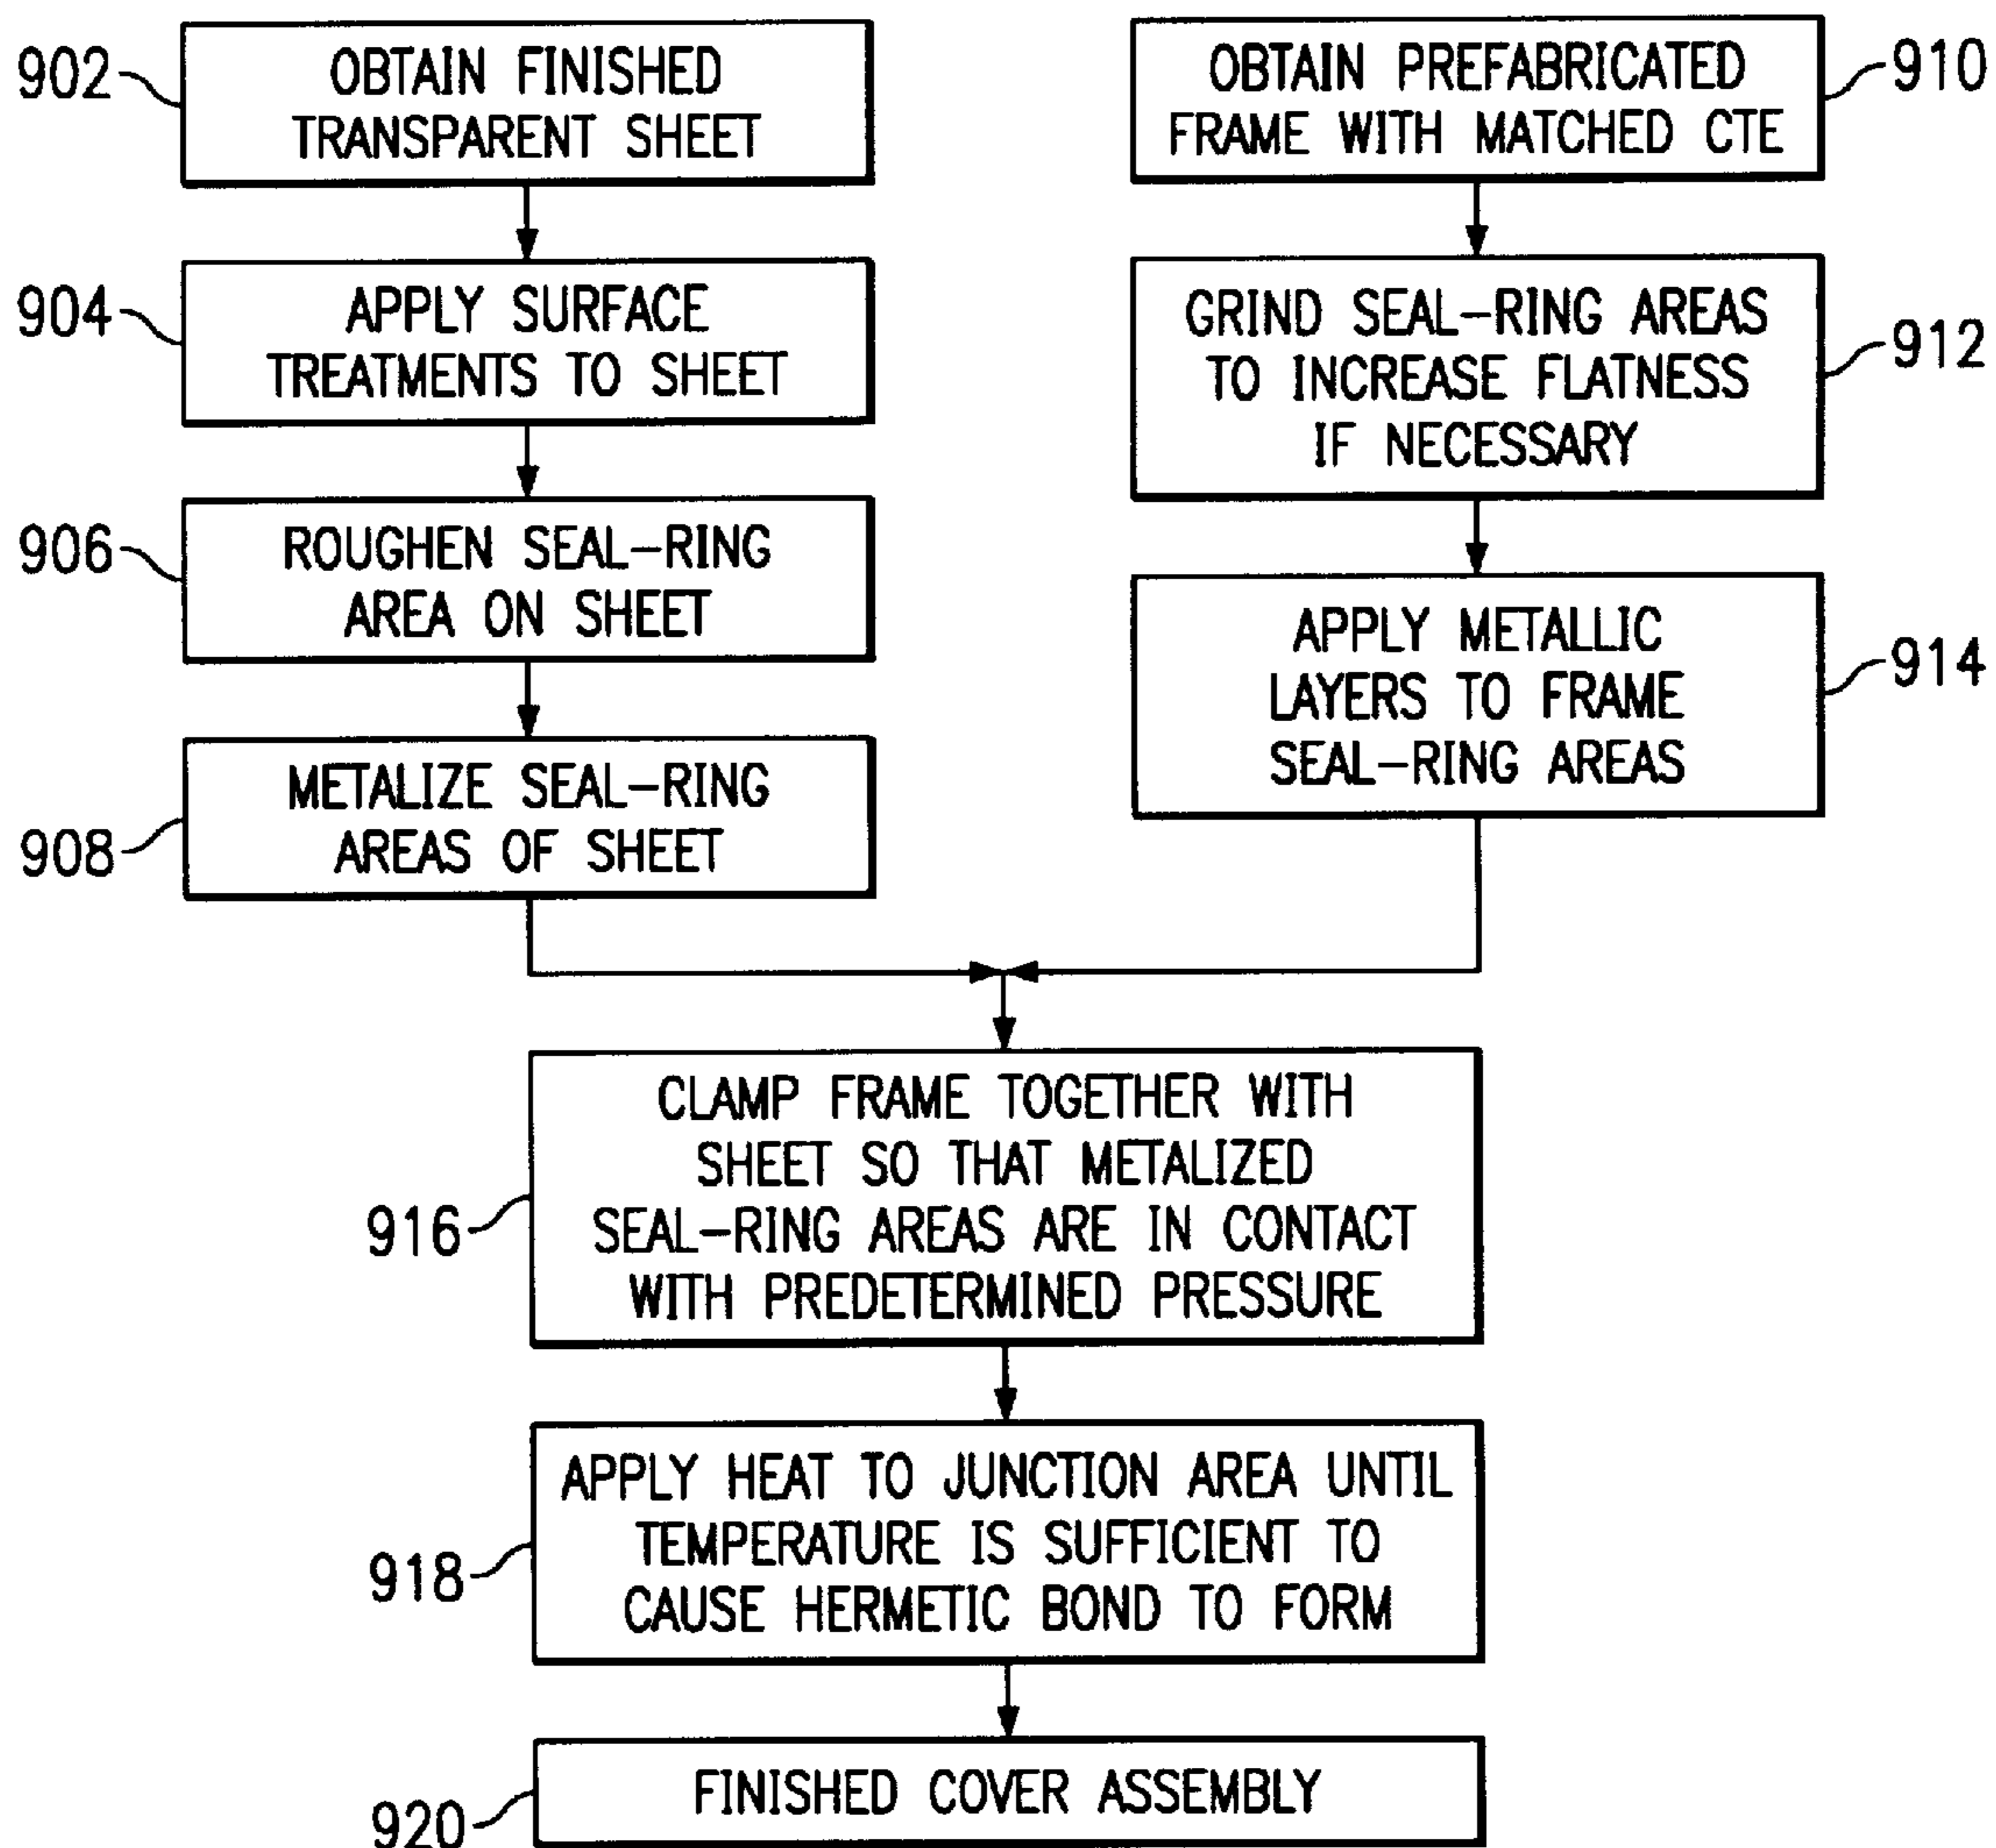 902
OBTAIN FINISHED
TRANSPARENT SHEET
904
APPLY SURFACE
TREATMENTS TO SHEET
906
ROUGHEN SEAL-RING
AREA ON SHEET
908
METALIZE SEAL-RING
AREAS OF SHEET
OBTAIN PREFABRICATED
FRAME WITH MATCHED CTE
910
GRIND SEAL-RING AREAS
TO INCREASE FLATNESS
IF NECESSARY
912
APPLY METALLIC
LAYERS TO FRAME
SEAL-RING AREAS
914
CLAMP FRAME TOGETHER WITH
SHEET SO THAT METALIZED
SEAL-RING AREAS ARE IN CONTACT
WITH PREDETERMINED PRESSURE
916
APPLY HEAT TO JUNCTION AREA UNTIL
TEMPERATURE IS SUFFICIENT TO
CAUSE HERMETIC BOND TO FORM
918
FINISHED COVER ASSEMBLY
920